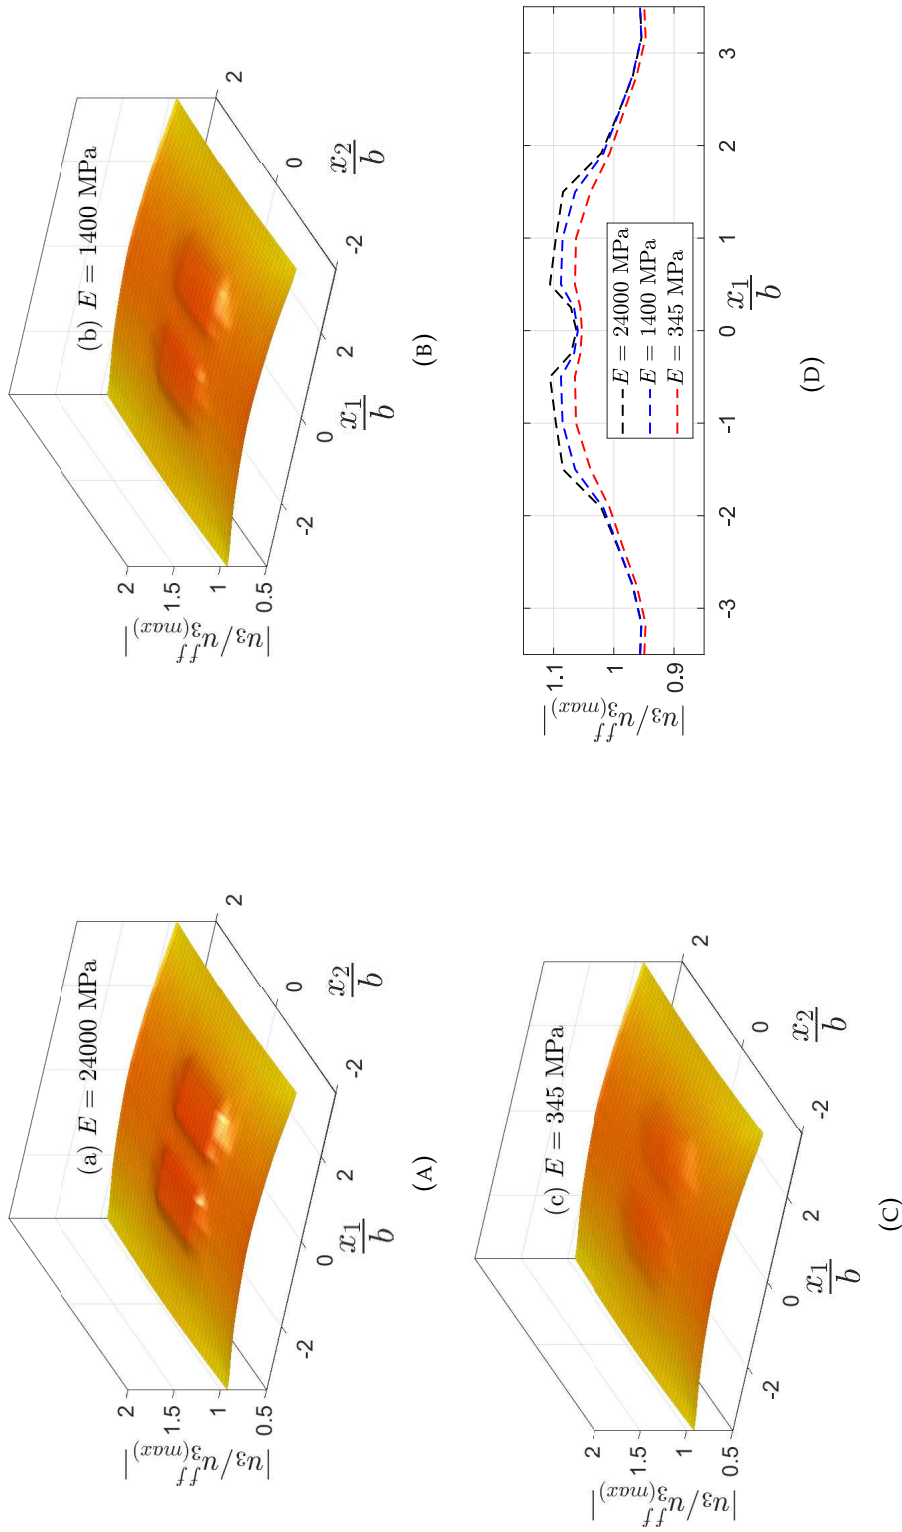 (a) E = 24000 MPa
|u₃/u₃₍ₘₐₓ₎ᶠᶠ|
2
1.5
1
0.5
-2
0
2
x₁/b
-2
0
2
x₂/b
(A)
(b) E = 1400 MPa
|u₃/u₃₍ₘₐₓ₎ᶠᶠ|
2
1.5
1
0.5
-2
0
2
x₁/b
-2
0
2
x₂/b
(B)
(c) E = 345 MPa
|u₃/u₃₍ₘₐₓ₎ᶠᶠ|
2
1.5
1
0.5
-2
0
2
x₁/b
-2
0
2
x₂/b
(C)
|u₃/u₃₍ₘₐₓ₎ᶠᶠ|
1.1
1
0.9
-3
-2
-1
0
1
2
3
x₁/b
E = 24000 MPa
E = 1400 MPa
E = 345 MPa
(D)